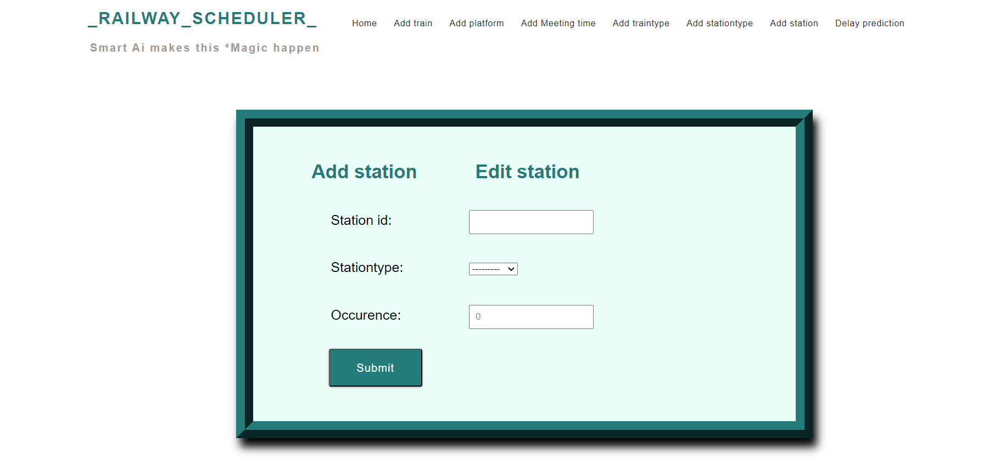 _RAILWAY_SCHEDULER_
Home Add train Add platform Add Meeting time Add traintype Add stationtype Add station Delay prediction
Smart Ai makes this *Magic happen
Add station Edit station
Station id:
Stationtype: ---------
Occurence: 0
Submit